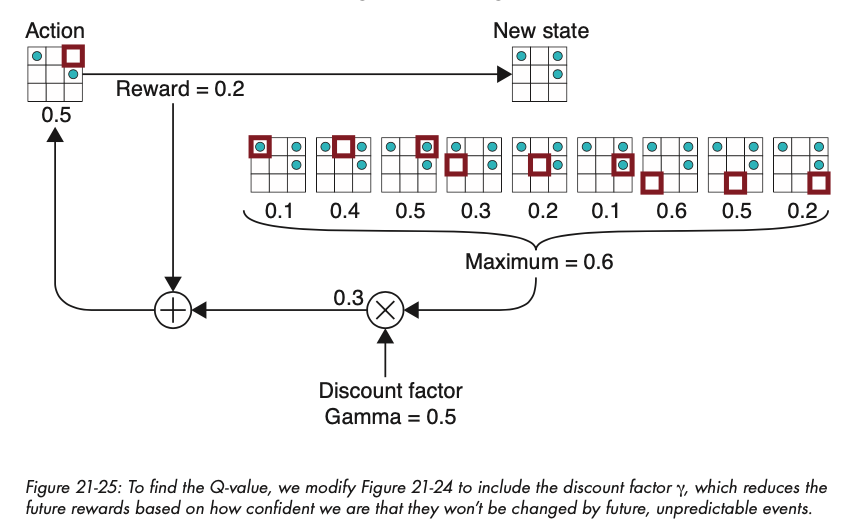 Action
New state
Reward = 0.2
0.5
0.1 0.4 0.5 0.3 0.2 0.1 0.6 0.5 0.2
Maximum = 0.6
0.3
Discount factor
Gamma = 0.5
Figure 21-25: To find the Q-value, we modify Figure 21-24 to include the discount factor γ, which reduces the
future rewards based on how confident we are that they won’t be changed by future, unpredictable events.